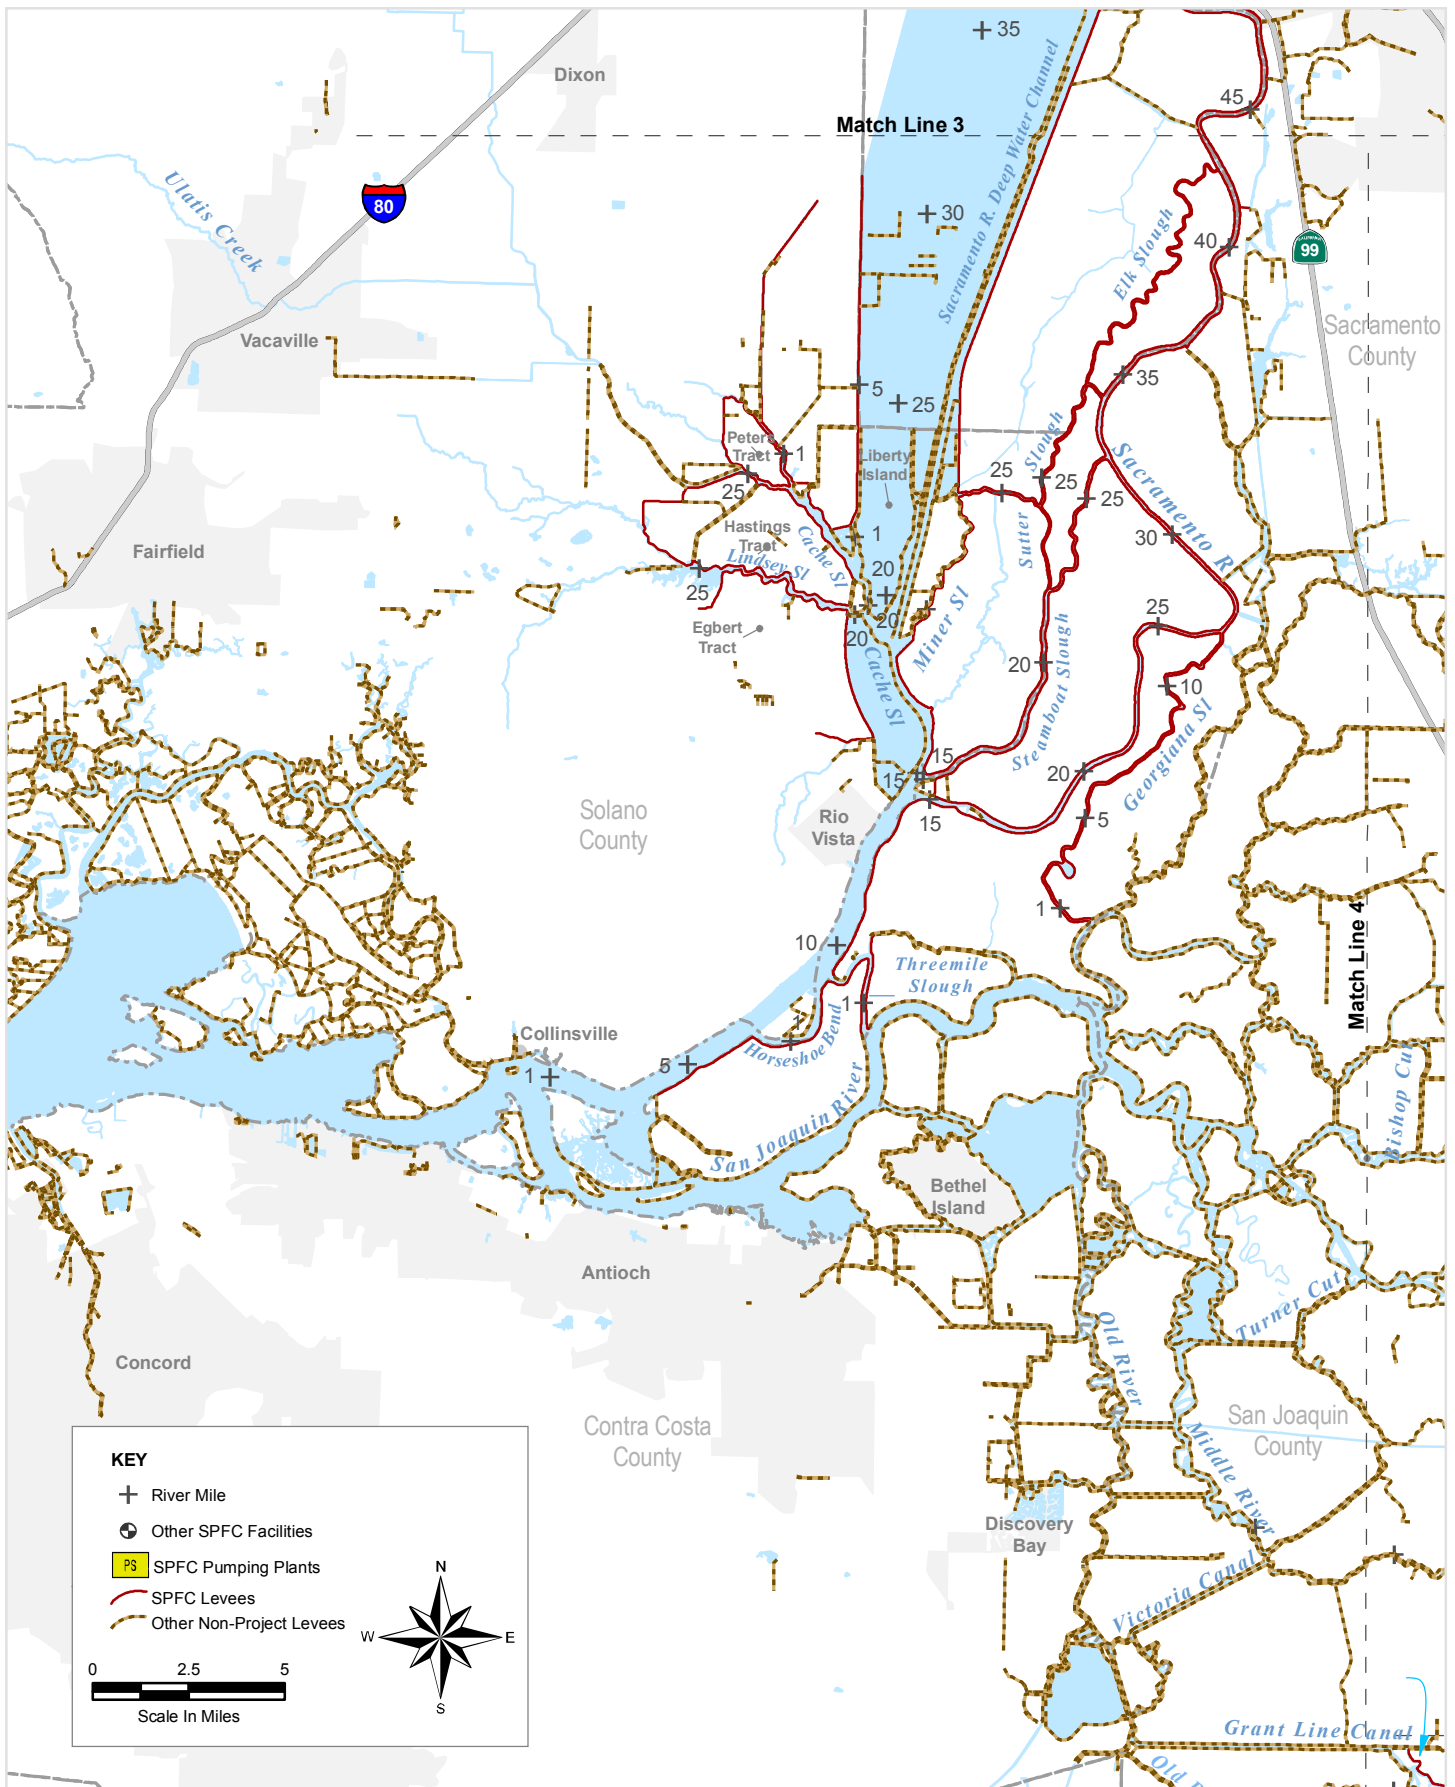 35
Dixon
Sacramento R. Deep Water Channel
45
Match Line 3
Ulatis Creek
80
30
40
99
Elk Slough
Sacramento
County
Vacaville
35
5
25
Peters
Tract
1
Liberty
Island
Slough
25
25
25
25
Sacramento R
Hastings
Tract
Cache Sl
1
Sutter
30
Fairfield
Lindsey Sl
20
25
20
20
25
Egbert
Tract
Miner Sl
Cache Sl
20
Steamboat Slough
10
Georgiana Sl
15
15
20
Solano
County
Rio
Vista
15
5
1
Match Line 4
10
Threemile
Slough
1
1
Horseshoe Bend
Collinsville
1
5
San Joaquin River
Bishop Cut
Bethel
Island
Antioch
Turner Cut
Old River
Concord
Contra Costa
County
San Joaquin
County
Middle River
Discovery
Bay
Victoria Canal
Grant Line Canal
Old R
KEY
River Mile
Other SPFC Facilities
PS SPFC Pumping Plants
SPFC Levees
Other Non-Project Levees
N
W E
S
0 2.5 5
Scale In Miles